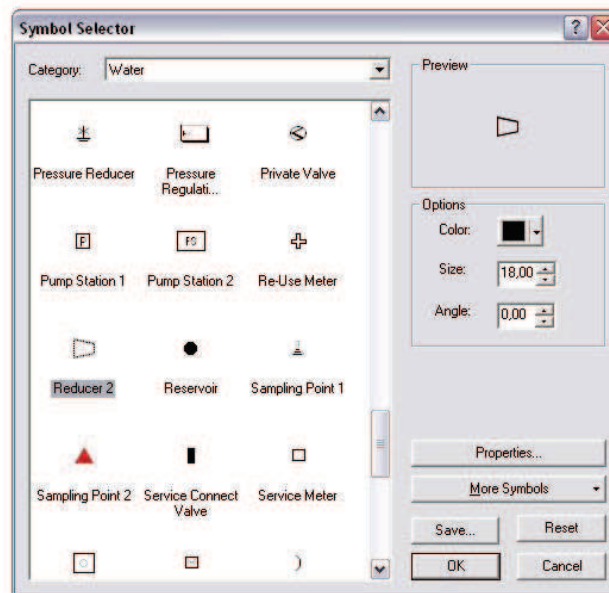 Symbol Selector
Category: Water
Preview
Pressure Reducer
Pressure Regulati...
Private Valve
P
FS
Options
Color:
Size: 18,00
Angle: 0,00
Pump Station 1
Pump Station 2
Re-Use Meter
Reducer 2
Reservoir
Sampling Point 1
Sampling Point 2
Service Connect Valve
Service Meter
Properties...
More Symbols
Save...
Reset
OK
Cancel